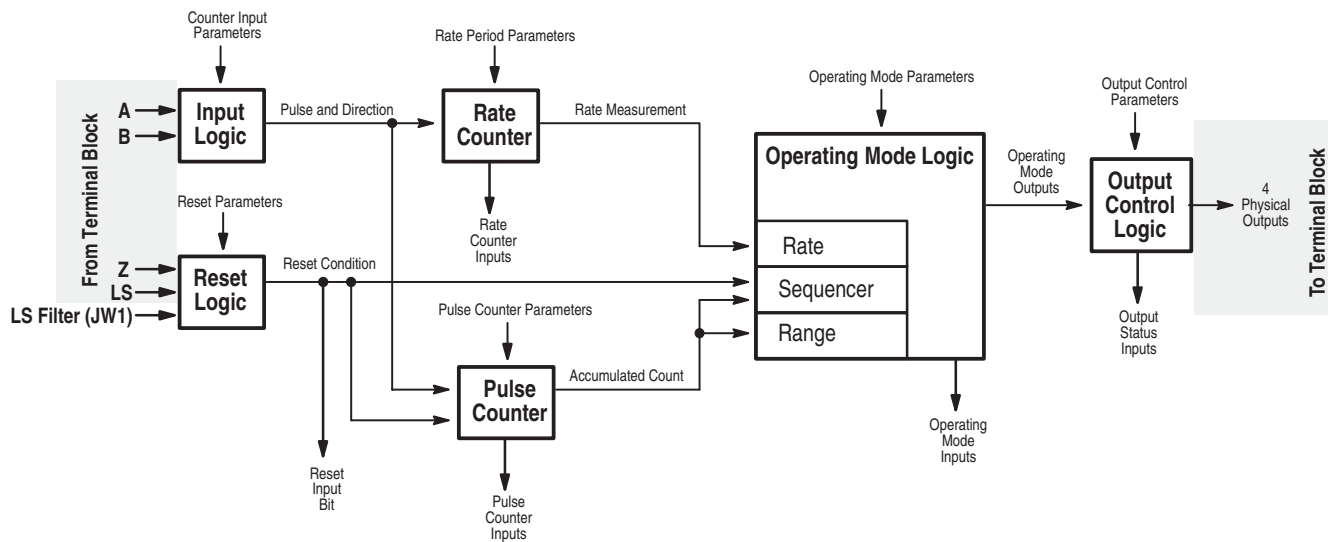 Counter Input
Parameters
Rate Period Parameters
Operating Mode Parameters
Output Control
Parameters
From Terminal Block
A
B
Input
Logic
Pulse and Direction
Rate
Counter
Rate Measurement
Operating Mode Logic
Operating
Mode
Outputs
Output
Control
Logic
4
Physical
Outputs
To Terminal Block
Reset Parameters
Rate
Counter
Inputs
Rate
Z
LS
LS Filter (JW1)
Reset
Logic
Reset Condition
Sequencer
Range
Pulse Counter Parameters
Output
Status
Inputs
Pulse
Counter
Accumulated Count
Operating
Mode
Inputs
Reset
Input
Bit
Pulse
Counter
Inputs